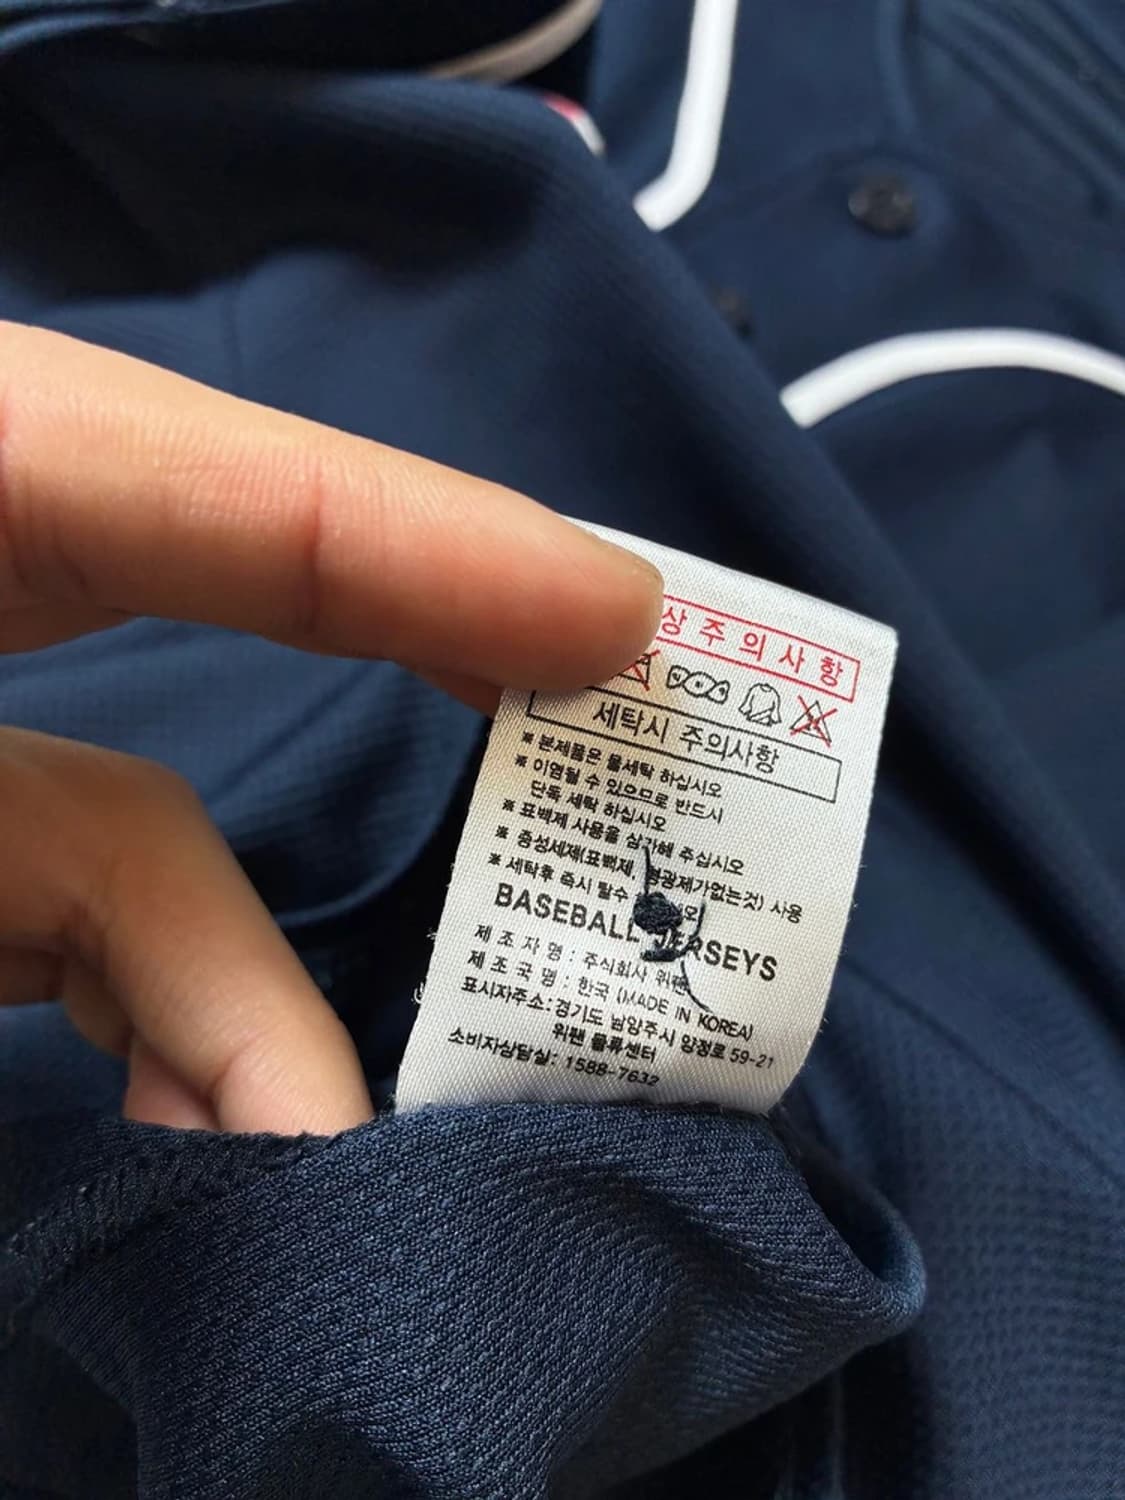 상 주 의 사 항
세탁시 주의사항
※ 본제품은 물세탁 하십시오
※ 이염될 수 있으므로 반드시
단독 세탁 하십시오
※ 표백제 사용을 삼가해 주십시오
※ 중성세제(표백제, 형광제가없는것) 사용
※ 세탁후 즉시 탈수
BASEBALL JERSEYS
제 조 자 명 : 주식회사 위팬
제 조 국 명 : 한국 (MADE IN KOREA)
표시자주소: 경기도 남양주시 양정로 59-21
위팬 물류센터
소비자상담실: 1588-7632